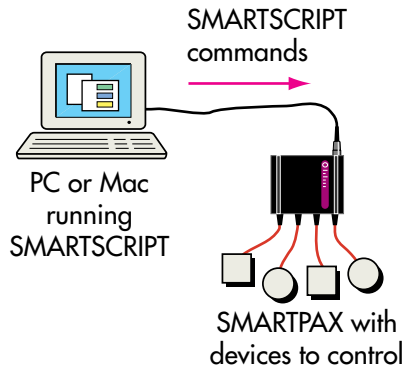 SMARTSCRIPT
commands
PC or Mac
running
SMARTSCRIPT
SMARTPAX with
devices to control